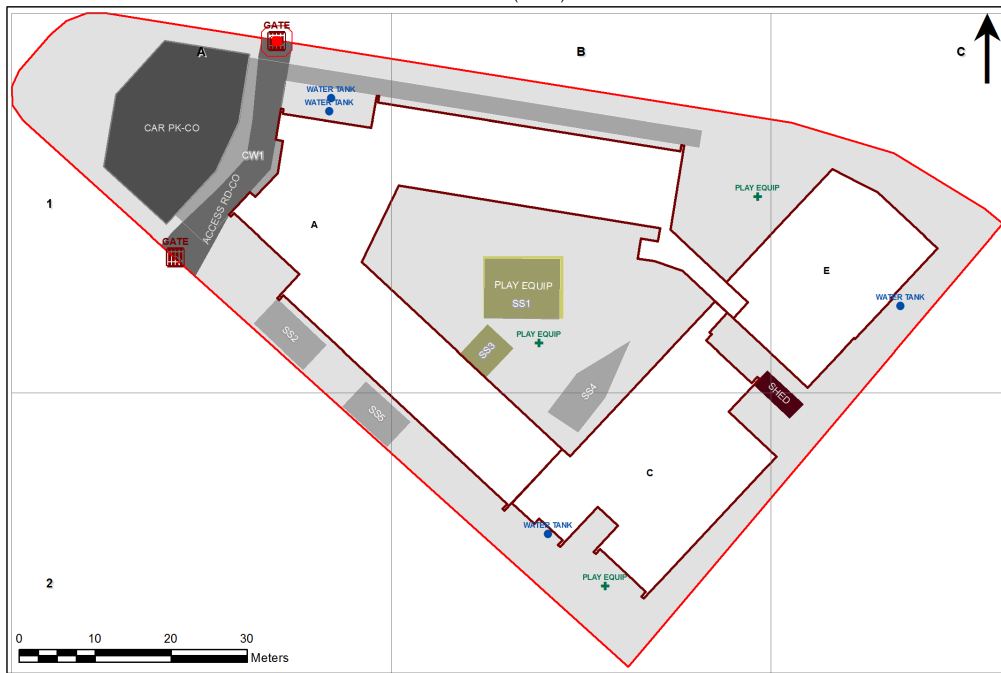 GATE
A
B
C
WATER TANK
WATER TANK
CAR PK-CO
CW1
ACCESS RD-CO
PLAY EQUIP
1
A
GATE
E
PLAY EQUIP
SS1
WATER TANK
SS2
PLAY EQUIP
SS3
SS4
SHED
SS5
C
WATER TANK
2
PLAY EQUIP
0 10 20 30
Meters